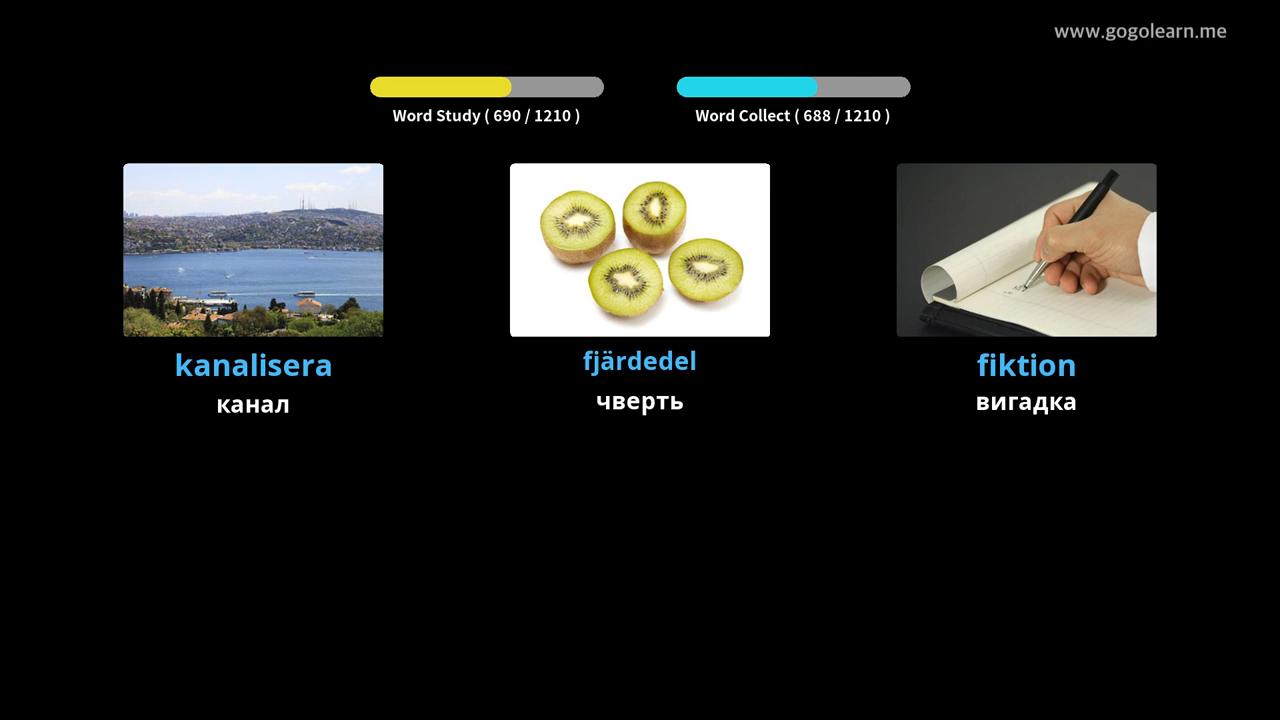 www.gogolearn.me
Word Study ( 690 / 1210 )
Word Collect ( 688 / 1210 )
kanalisera
канал
fjärdedel
чверть
fiktion
вигадка